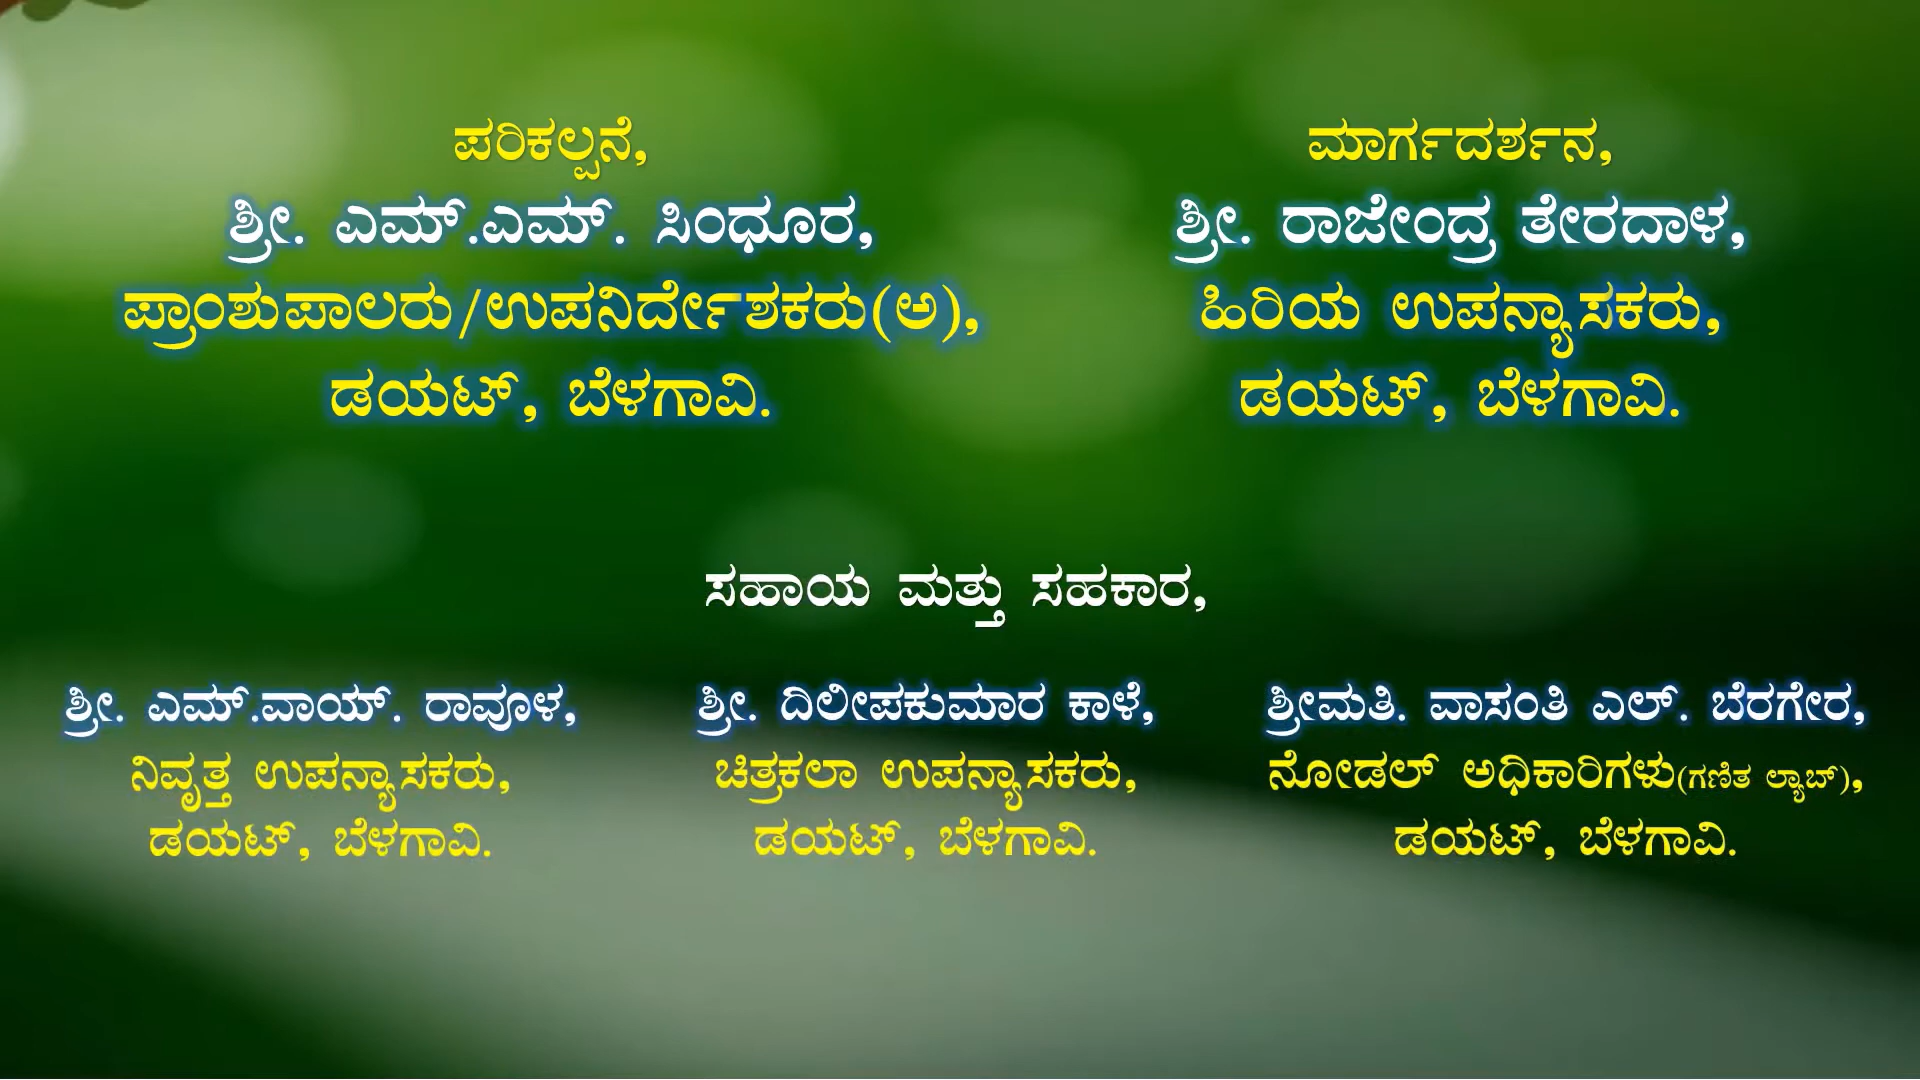 ಪರಿಕಲ್ಪನೆ,
ಶ್ರೀ. ಎಮ್.ಎಮ್. ಸಿಂಧೂರ,
ಪ್ರಾಂಶುಪಾಲರು/ಉಪನಿರ್ದೇಶಕರು(ಅ),
ಡಯಟ್, ಬೆಳಗಾವಿ.
ಮಾರ್ಗದರ್ಶನ,
ಶ್ರೀ. ರಾಜೇಂದ್ರ ತೇರದಾಳ,
ಹಿರಿಯ ಉಪನ್ಯಾಸಕರು,
ಡಯಟ್, ಬೆಳಗಾವಿ.
ಸಹಾಯ ಮತ್ತು ಸಹಕಾರ,
ಶ್ರೀ. ಎಮ್.ವಾಯ್. ರಾವೂಳ,
ನಿವೃತ್ತ ಉಪನ್ಯಾಸಕರು,
ಡಯಟ್, ಬೆಳಗಾವಿ.
ಶ್ರೀ. ದಿಲೀಪಕುಮಾರ ಕಾಳೆ,
ಚಿತ್ರಕಲಾ ಉಪನ್ಯಾಸಕರು,
ಡಯಟ್, ಬೆಳಗಾವಿ.
ಶ್ರೀಮತಿ. ವಾಸಂತಿ ಎಲ್. ಬೆರಗೇರ,
ನೋಡಲ್ ಅಧಿಕಾರಿಗಳು(ಗಣಿತ ಲ್ಯಾಬ್),
ಡಯಟ್, ಬೆಳಗಾವಿ.